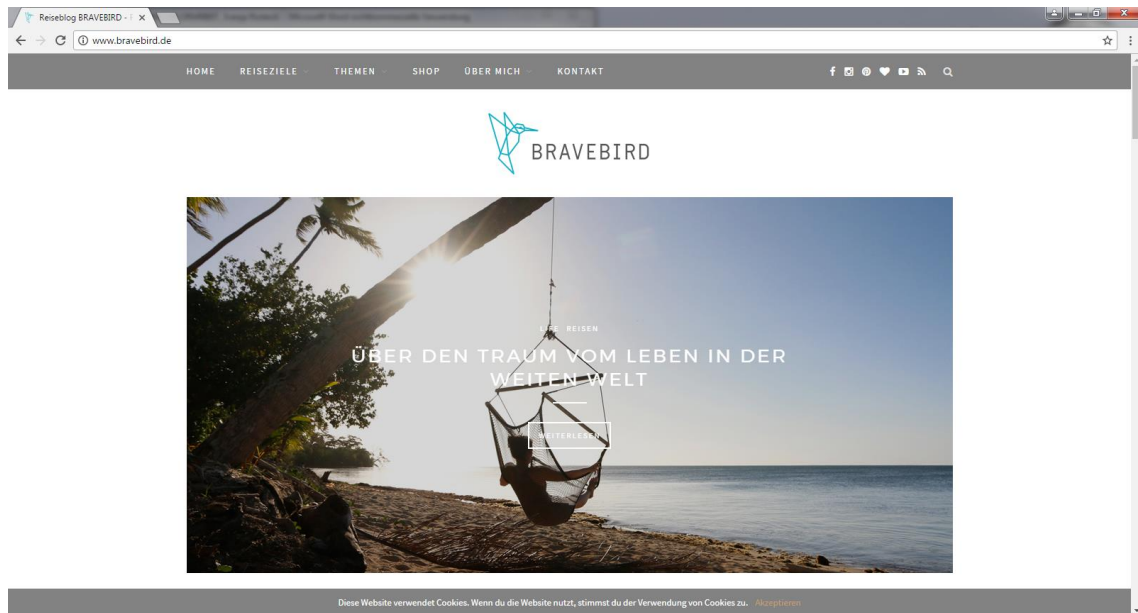 Reiseblog BRAVEBIRD -
www.bravebird.de
HOME REISEZIELE THEMEN SHOP ÜBER MICH KONTAKT
BRAVEBIRD
LIFE REISEN
ÜBER DEN TRAUM VOM LEBEN IN DER
WEITEN WELT
WEITERLESEN
Diese Website verwendet Cookies. Wenn du die Website nutzt, stimmst du der Verwendung von Cookies zu. Akzeptieren